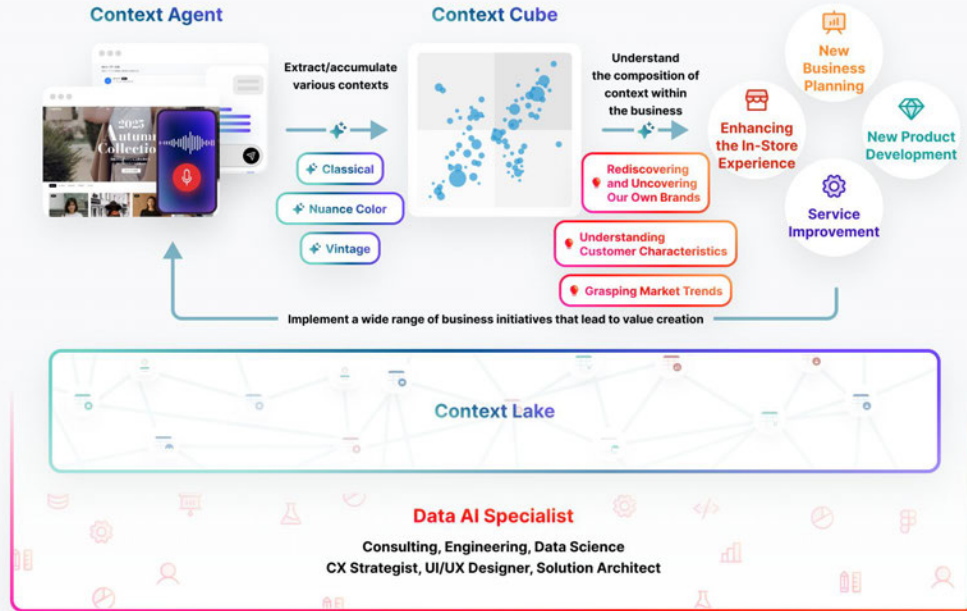 Context Agent
Context Cube
2025
Autumn
Collection
Extract/accumulate
various contexts
Classical
Nuance Color
Vintage
Understand
the composition of
context within
the business
Rediscovering
and Uncovering
Our Own Brands
Understanding
Customer Characteristics
Grasping Market Trends
New
Business
Planning
Enhancing
the In-Store
Experience
New Product
Development
Service
Improvement
Implement a wide range of business initiatives that lead to value creation
Context Lake
Data AI Specialist
Consulting, Engineering, Data Science
CX Strategist, UI/UX Designer, Solution Architect